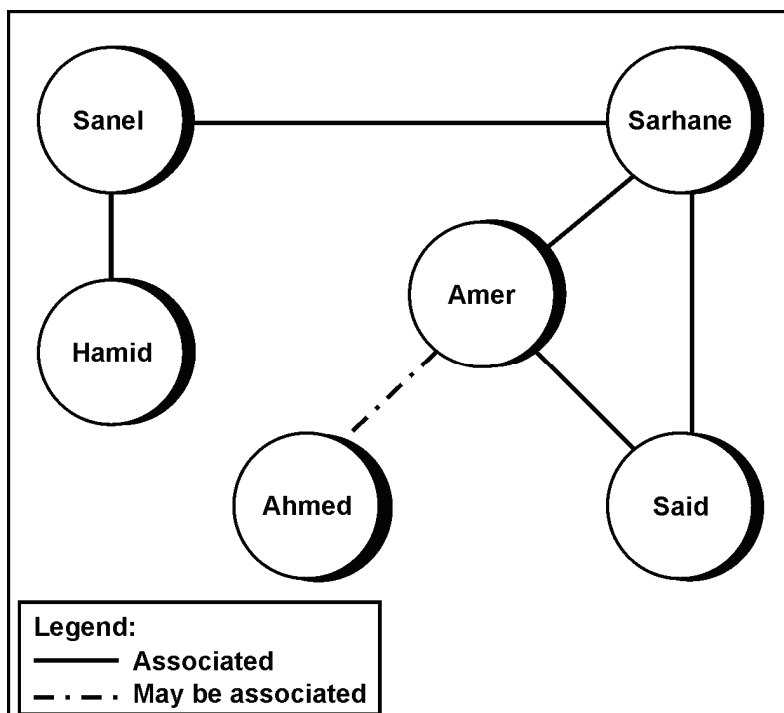 Sanel
Sarhane
Amer
Hamid
Ahmed
Said
Legend:
Associated
May be associated